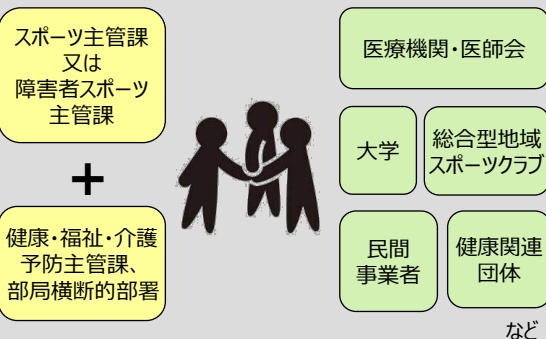 スポーツ主管課
又は
障害者スポーツ
主管課
+
健康・福祉・介護
予防主管課、
部局横断的部署
医療機関・医師会
大学
総合型地域
スポーツクラブ
民間
事業者
健康関連
団体
など